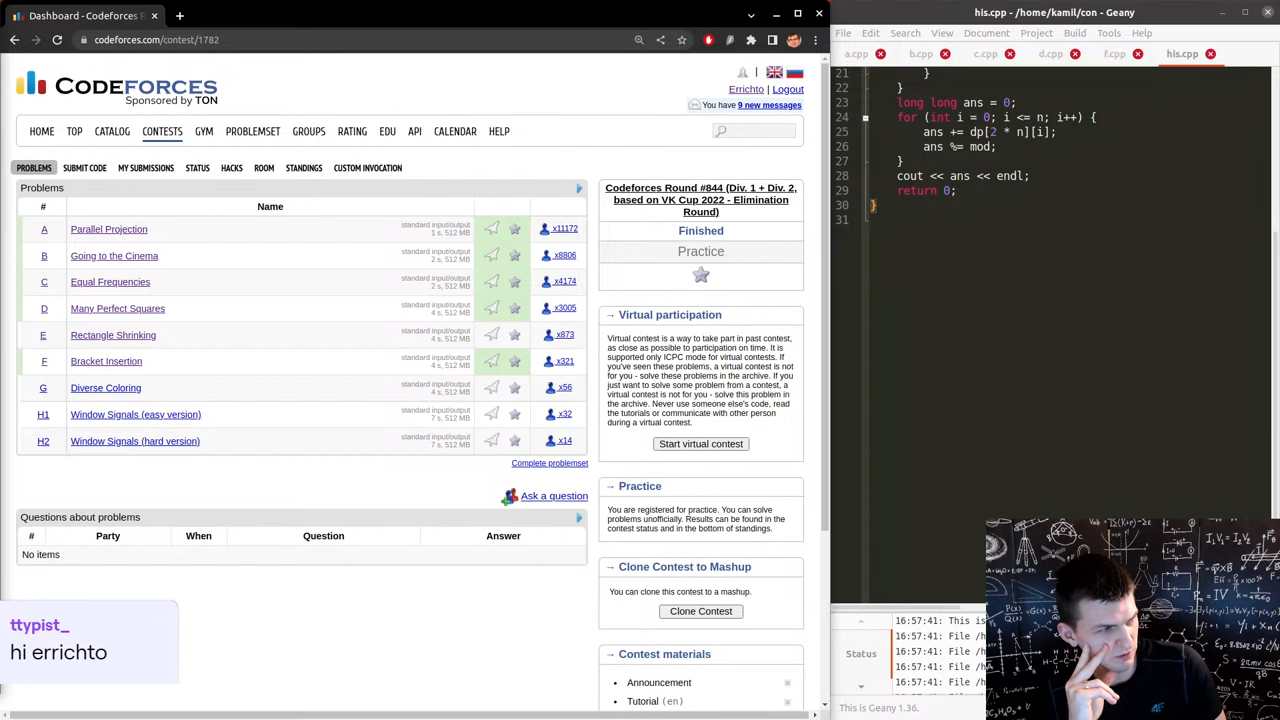 Dashboard - Codeforces R
codeforces.com/contest/1782
CODEFORCES
Sponsored by TON
Errichto | Logout
You have 9 new messages
HOME TOP CATALOG CONTESTS GYM PROBLEMSET GROUPS RATING EDU API CALENDAR HELP
PROBLEMS SUBMIT CODE MY SUBMISSIONS STATUS HACKS ROOM STANDINGS CUSTOM INVOCATION
Problems
# Name
A Parallel Projection standard input/output 1 s, 512 MB x11172
B Going to the Cinema standard input/output 2 s, 512 MB x8806
C Equal Frequencies standard input/output 2 s, 512 MB x4174
D Many Perfect Squares standard input/output 4 s, 512 MB x3005
E Rectangle Shrinking standard input/output 4 s, 512 MB x873
F Bracket Insertion standard input/output 4 s, 512 MB x321
G Diverse Coloring standard input/output 4 s, 512 MB x56
H1 Window Signals (easy version) standard input/output 7 s, 512 MB x32
H2 Window Signals (hard version) standard input/output 7 s, 512 MB x14
Complete problemset
Ask a question
Questions about problems
# Party When Question Answer
No items
ttypist_
hi errichto
Codeforces Round #844 (Div. 1 + Div. 2,
based on VK Cup 2022 - Elimination
Round)
Finished
Practice
→ Virtual participation
Virtual contest is a way to take part in past contest,
as close as possible to participation on time. It is
supported only ICPC mode for virtual contests. If
you've seen these problems, a virtual contest is not
for you - solve these problems in the archive. If you
just want to solve some problem from a contest, a
virtual contest is not for you - solve this problem in
the archive. Never use someone else's code, read
the tutorials or communicate with other person
during a virtual contest.
Start virtual contest
→ Practice
You are registered for practice. You can solve
problems unofficially. Results can be found in the
contest status and in the bottom of standings.
→ Clone Contest to Mashup
You can clone this contest to a mashup.
Clone Contest
→ Contest materials
Announcement
Tutorial (en)
his.cpp - /home/kamil/con - Geany
File Edit Search View Document Project Build Tools Help
a.cpp b.cpp c.cpp d.cpp f.cpp his.cpp
21 }
22 }
23 long long ans = 0;
24 for (int i = 0; i <= n; i++) {
25 ans += dp[2 * n][i];
26 ans %= mod;
27 }
28 cout << ans << endl;
29 return 0;
30 }
31
Status
16:57:41: This is
16:57:41: File /h
16:57:41: File /h
16:57:41: File /h
16:57:41: File /h
This is Geany 1.36.